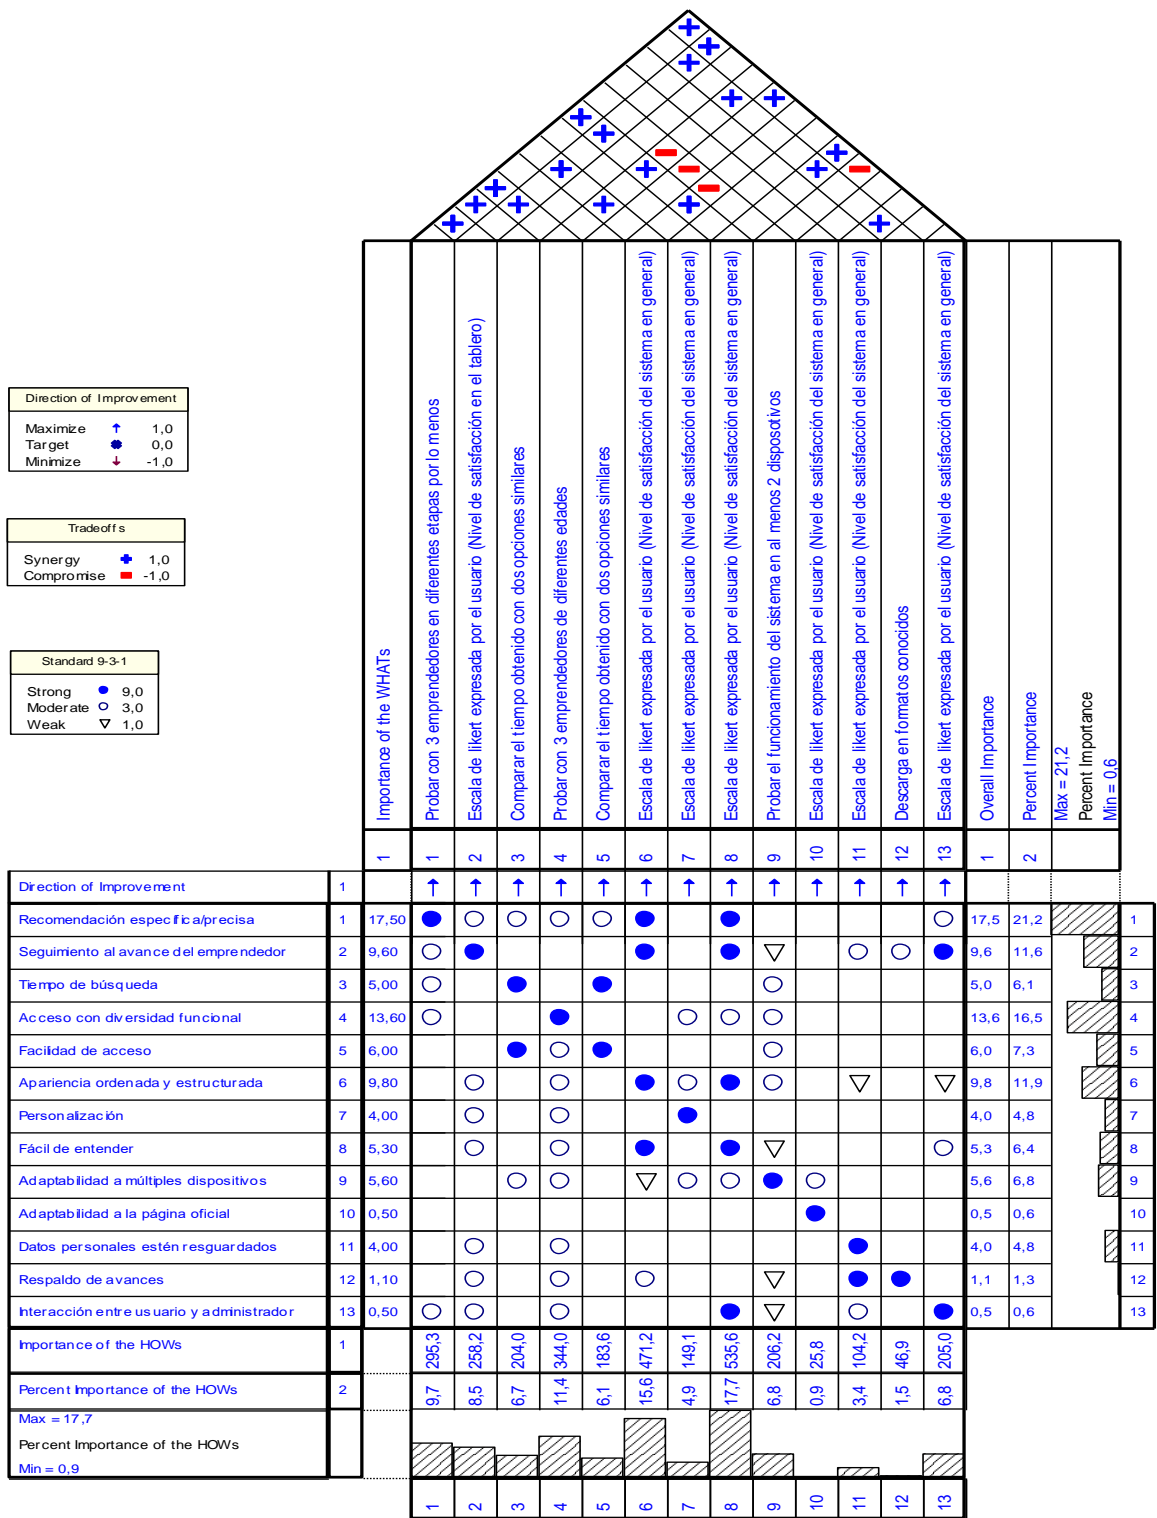 Direction of Improvement
Maximize 1,0
Target 0,0
Minimize -1,0
Tradeoffs
Synergy 1,0
Compromise -1,0
Standard 9-3-1
Strong 9,0
Moderate 3,0
Weak 1,0
Importance of the WHATs
Probar con 3 emprendedores en diferentes etapas por lo menos
Escala de likert expresada por el usuario (Nivel de satisfacción en el tablero)
Comparar el tiempo obtenido con dos opciones similares
Probar con 3 emprendedores de diferentes edades
Comparar el tiempo obtenido con dos opciones similares
Escala de likert expresada por el usuario (Nivel de satisfacción del sistema en general)
Escala de likert expresada por el usuario (Nivel de satisfacción del sistema en general)
Escala de likert expresada por el usuario (Nivel de satisfacción del sistema en general)
Probar el funcionamiento del sistema en al menos 2 disposotivos
Escala de likert expresada por el usuario (Nivel de satisfacción del sistema en general)
Escala de likert expresada por el usuario (Nivel de satisfacción del sistema en general)
Descarga en formatos conocidos
Escala de likert expresada por el usuario (Nivel de satisfacción del sistema en general)
Overall Importance
Percent Importance
Max = 21,2
Percent Importance
Min = 0,6
1 1 2 3 4 5 6 7 8 9 10 11 12 13 1 2
Direction of Improvement 1
Recomendación específica/precisa 1 17,50 17,5 21,2 1
Seguimiento al avance del emprendedor 2 9,60 9,6 11,6 2
Tiempo de búsqueda 3 5,00 5,0 6,1 3
Acceso con diversidad funcional 4 13,60 13,6 16,5 4
Facilidad de acceso 5 6,00 6,0 7,3 5
Apariencia ordenada y estructurada 6 9,80 9,8 11,9 6
Personalización 7 4,00 4,0 4,8 7
Fácil de entender 8 5,30 5,3 6,4 8
Adaptabilidad a múltiples dispositivos 9 5,60 5,6 6,8 9
Adaptabilidad a la página oficial 10 0,50 0,5 0,6 10
Datos personales estén resguardados 11 4,00 4,0 4,8 11
Respaldo de avances 12 1,10 1,1 1,3 12
Interacción entre usuario y administrador 13 0,50 0,5 0,6 13
Importance of the HOWs 1 295,3 258,2 204,0 344,0 183,6 471,2 149,1 535,6 206,2 25,8 104,2 46,9 205,0
Percent Importance of the HOWs 2 9,7 8,5 6,7 11,4 6,1 15,6 4,9 17,7 6,8 0,9 3,4 1,5 6,8
Max = 17,7
Percent Importance of the HOWs
Min = 0,9
1 2 3 4 5 6 7 8 9 10 11 12 13